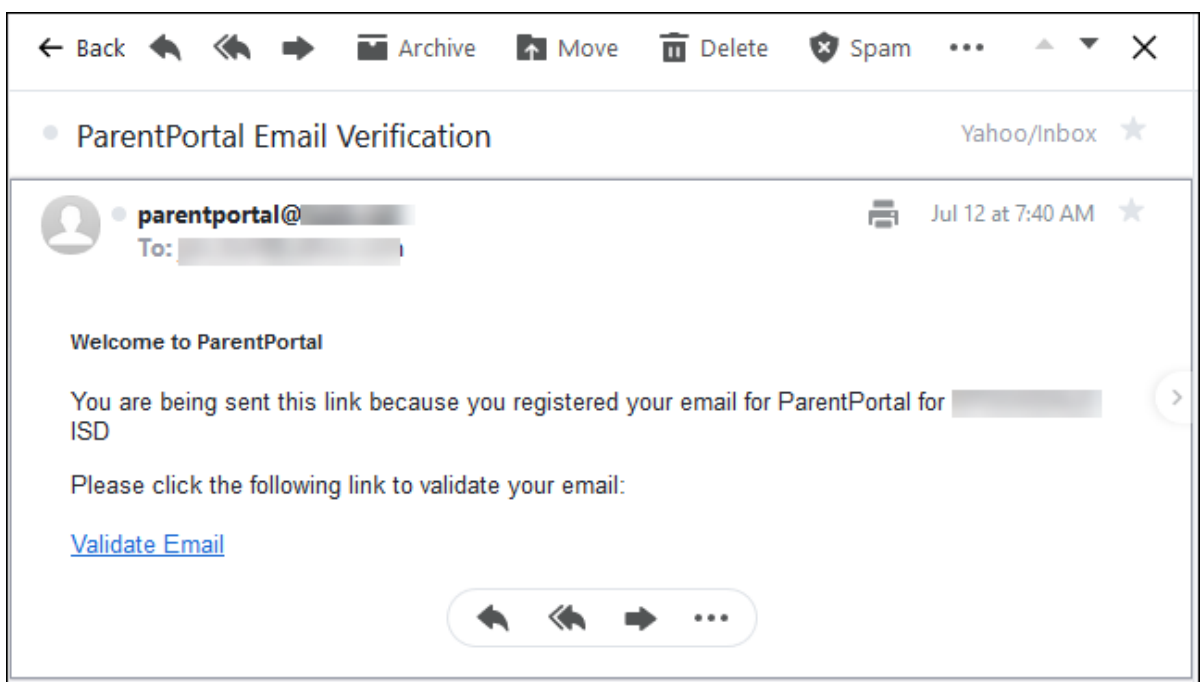 Back Archive Move Delete Spam
ParentPortal Email Verification Yahoo/Inbox
parentportal@ Jul 12 at 7:40 AM
To:
Welcome to ParentPortal
You are being sent this link because you registered your email for ParentPortal for
ISD
Please click the following link to validate your email:
Validate Email